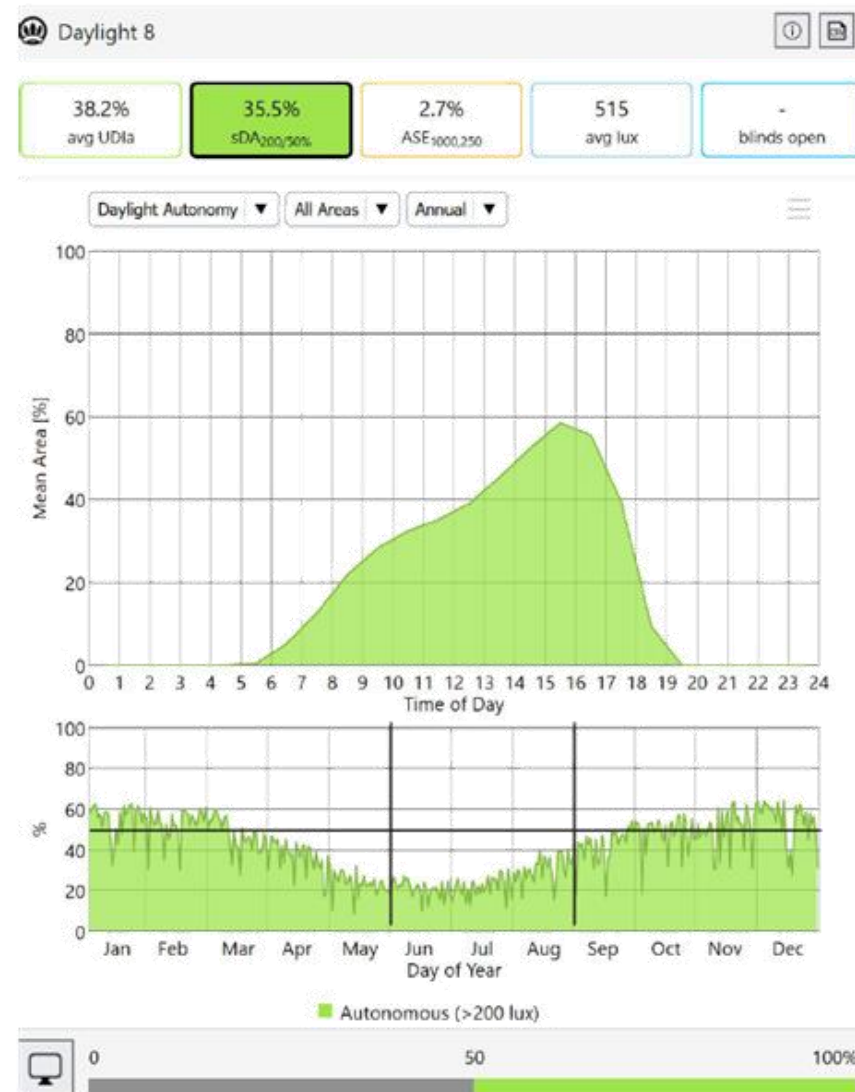 Daylight 8
38.2% 35.5% 2.7% 515 -
avg UDIa sDA200/50% ASE1000,250 avg lux blinds open
Daylight Autonomy ▼ All Areas ▼ Annual ▼
100
80
60
40
20
0
Mean Area [%]
0 1 2 3 4 5 6 7 8 9 10 11 12 13 14 15 16 17 18 19 20 21 22 23 24
Time of Day
100
80
60
40
20
0
%
Jan Feb Mar Apr May Jun Jul Aug Sep Oct Nov Dec
Day of Year
Autonomous (>200 lux)
0 50 100%